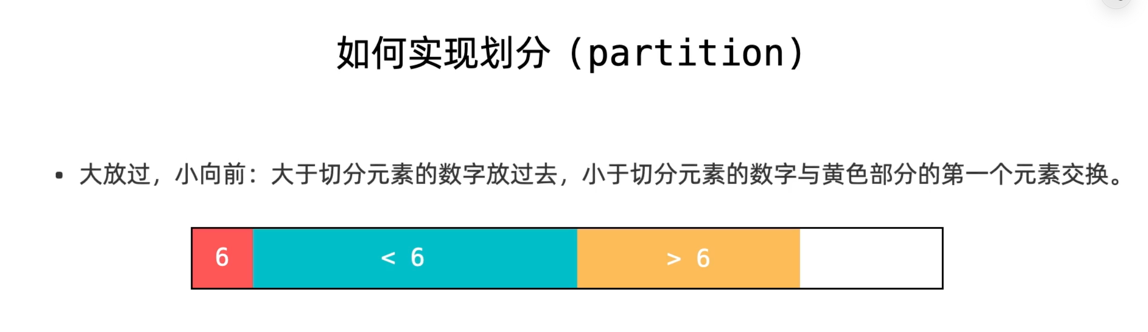 如何实现划分（partition）
• 大放过，小向前：大于切分元素的数字放过去，小于切分元素的数字与黄色部分的第一个元素交换。
6 < 6 > 6